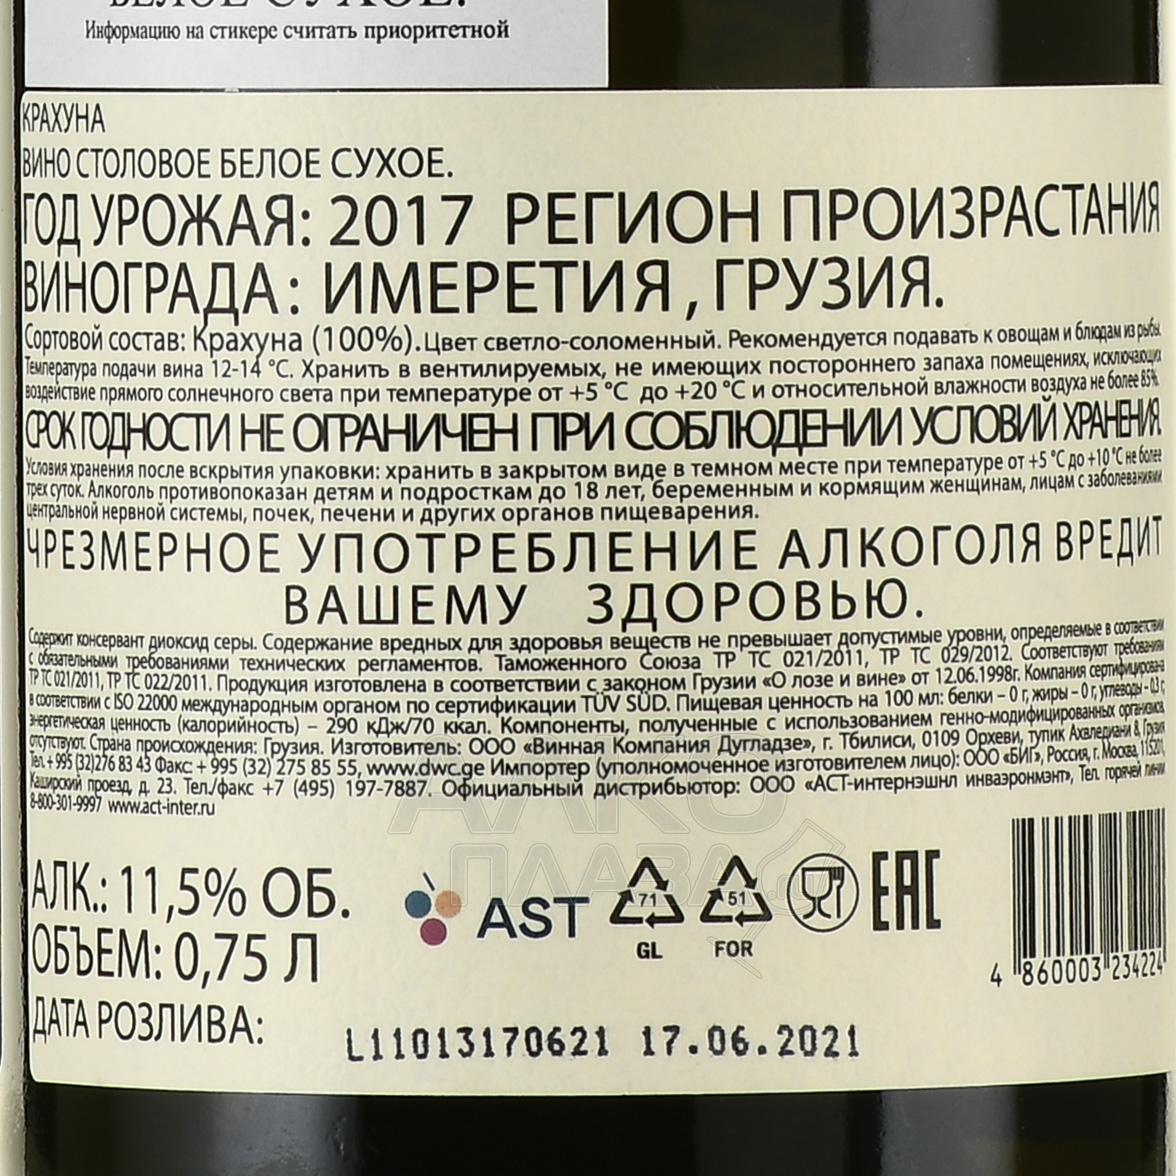 БЕЛОЕ СУХОЕ.
Информацию на стикере считать приоритетной
КРАХУНА
ВИНО СТОЛОВОЕ БЕЛОЕ СУХОЕ.
ГОД УРОЖАЯ: 2017 РЕГИОН ПРОИЗРАСТАНИЯ
ВИНОГРАДА: ИМЕРЕТИЯ, ГРУЗИЯ.
Сортовой состав: Крахуна (100%). Цвет светло-соломенный. Рекомендуется подавать к овощам и блюдам из рыбы.
Температура подачи вина 12-14 °С. Хранить в вентилируемых, не имеющих постороннего запаха помещениях, исключающих
воздействие прямого солнечного света при температуре от +5 °С до +20 °С и относительной влажности воздуха не более 85%.
СРОК ГОДНОСТИ НЕ ОГРАНИЧЕН ПРИ СОБЛЮДЕНИИ УСЛОВИЙ ХРАНЕНИЯ.
Условия хранения после вскрытия упаковки: хранить в закрытом виде в темном месте при температуре от +5 °С до +10 °С не более
трех суток. Алкоголь противопоказан детям и подросткам до 18 лет, беременным и кормящим женщинам, лицам с заболеваниями
центральной нервной системы, почек, печени и других органов пищеварения.
ЧРЕЗМЕРНОЕ УПОТРЕБЛЕНИЕ АЛКОГОЛЯ ВРЕДИТ
ВАШЕМУ ЗДОРОВЬЮ.
Содержит консервант диоксид серы. Содержание вредных для здоровья веществ не превышает допустимые уровни, определяемые в соответствии
с обязательными требованиями технических регламентов. Таможенного Союза ТР ТС 021/2011, ТР ТС 029/2012. Соответствуют требованиям
ТР ТС 021/2011, ТР ТС 022/2011. Продукция изготовлена в соответствии с законом Грузии «О лозе и вине» от 12.06.1998г. Компания сертифицирована
в соответствии с ISO 22000 международным органом по сертификации TÜV SÜD. Пищевая ценность на 100 мл: белки – 0 г, жиры – 0 г, углеводы - 0,3 г,
энергетическая ценность (калорийность) – 290 кДж/70 ккал. Компоненты, полученные с использованием генно-модифицированных организмов,
отсутствуют. Страна происхождения: Грузия. Изготовитель: ООО «Винная Компания Дугладзе», г. Тбилиси, 0109 Орхеви, тупик Ахвледиани 8, Грузия
Тел. + 995 (32)276 83 43 Факс: + 995 (32) 275 85 55, www.dwc.ge Импортер (уполномоченное изготовителем лицо): ООО «БИГ», Россия, г. Москва, 115201,
Каширский проезд, д. 23. Тел./факс +7 (495) 197-7887. Официальный дистрибьютор: ООО «АСТ-интернэшнл инваэронмэнт», Тел. горячей линии
8-800-301-9997 www.act-inter.ru
АЛКО
ПЛАЗА
АЛК.: 11,5% ОБ.
ОБЪЕМ: 0,75 Л
AST
71
GL
51
FOR
EAC
4 860003 234224
ДАТА РОЗЛИВА:
L11013170621 17.06.2021